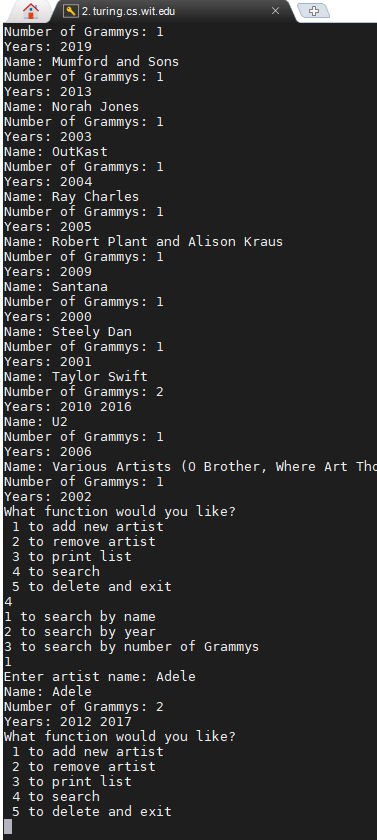 2. turing.cs.wit.edu
Number of Grammys: 1
Years: 2019
Name: Mumford and Sons
Number of Grammys: 1
Years: 2013
Name: Norah Jones
Number of Grammys: 1
Years: 2003
Name: OutKast
Number of Grammys: 1
Years: 2004
Name: Ray Charles
Number of Grammys: 1
Years: 2005
Name: Robert Plant and Alison Kraus
Number of Grammys: 1
Years: 2009
Name: Santana
Number of Grammys: 1
Years: 2000
Name: Steely Dan
Number of Grammys: 1
Years: 2001
Name: Taylor Swift
Number of Grammys: 2
Years: 2010 2016
Name: U2
Number of Grammys: 1
Years: 2006
Name: Various Artists (O Brother, Where Art Tho
Number of Grammys: 1
Years: 2002
What function would you like?
1 to add new artist
2 to remove artist
3 to print list
4 to search
5 to delete and exit
4
1 to search by name
2 to search by year
3 to search by number of Grammys
1
Enter artist name: Adele
Name: Adele
Number of Grammys: 2
Years: 2012 2017
What function would you like?
1 to add new artist
2 to remove artist
3 to print list
4 to search
5 to delete and exit